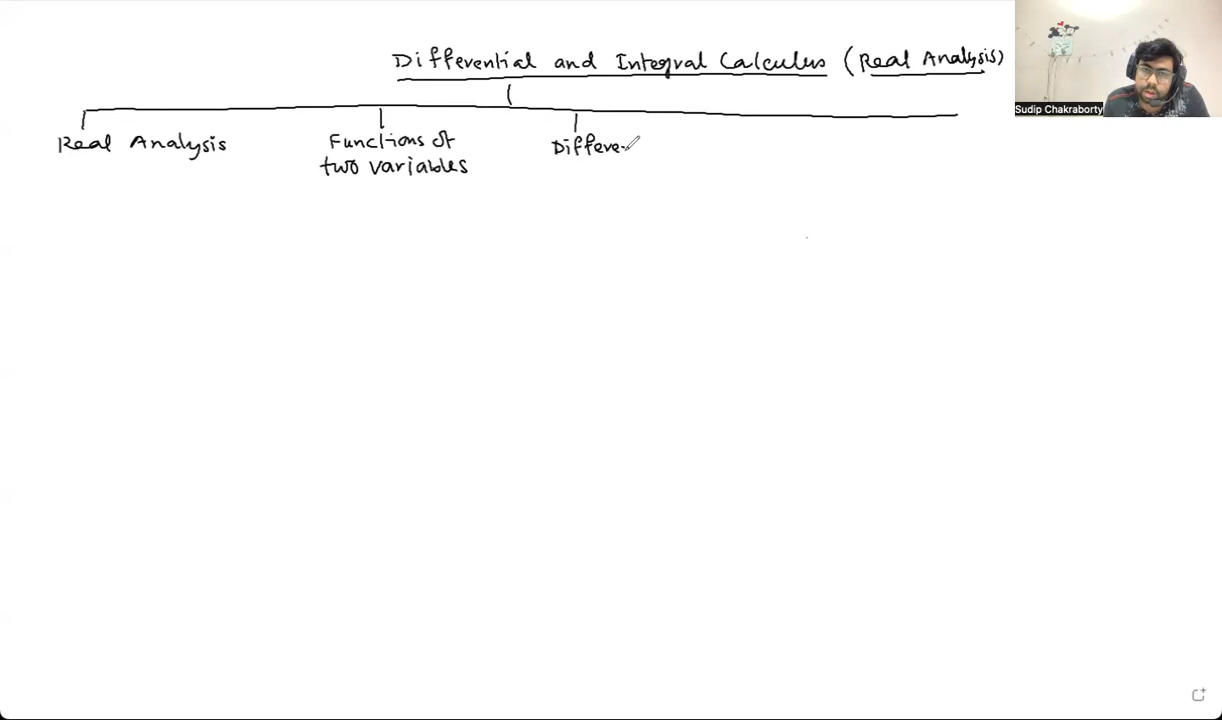 Differential and Integral Calculus (Real Analysis)
Sudip Chakraborty
Real Analysis
Functions of
two variables
Differe